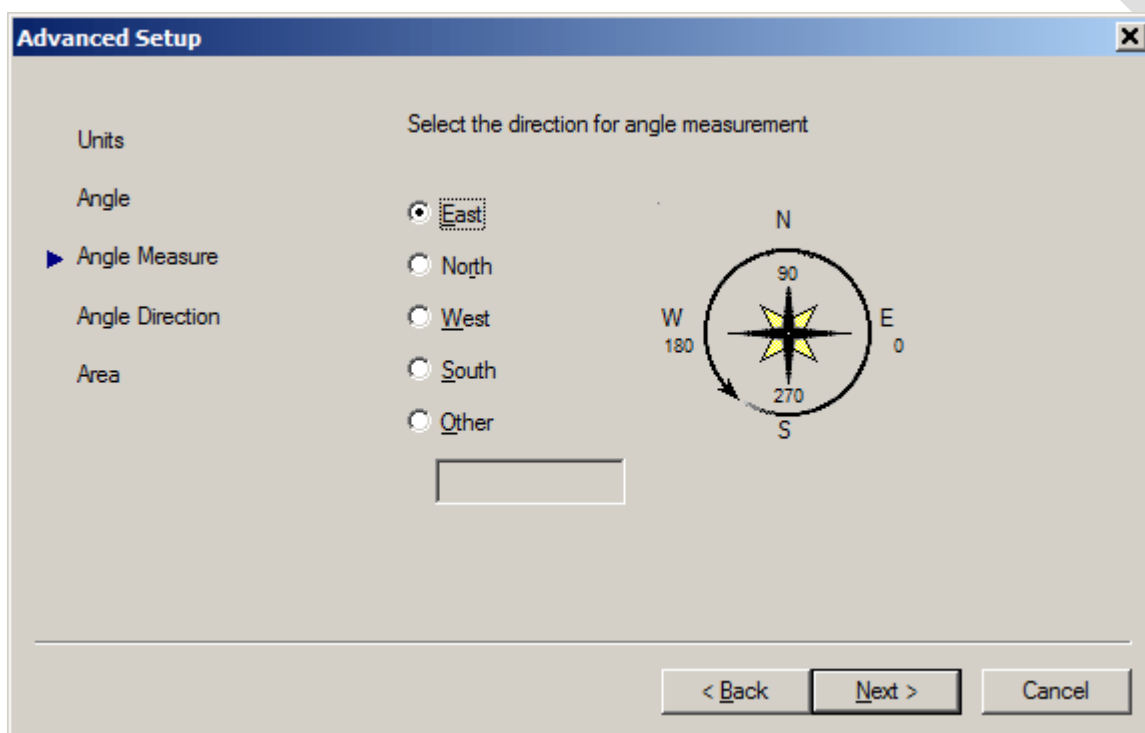 Advanced Setup
Units
Angle
Angle Measure
Angle Direction
Area
Select the direction for angle measurement
East
North
West
South
Other
N
90
W
180
E
0
270
S
< Back
Next >
Cancel